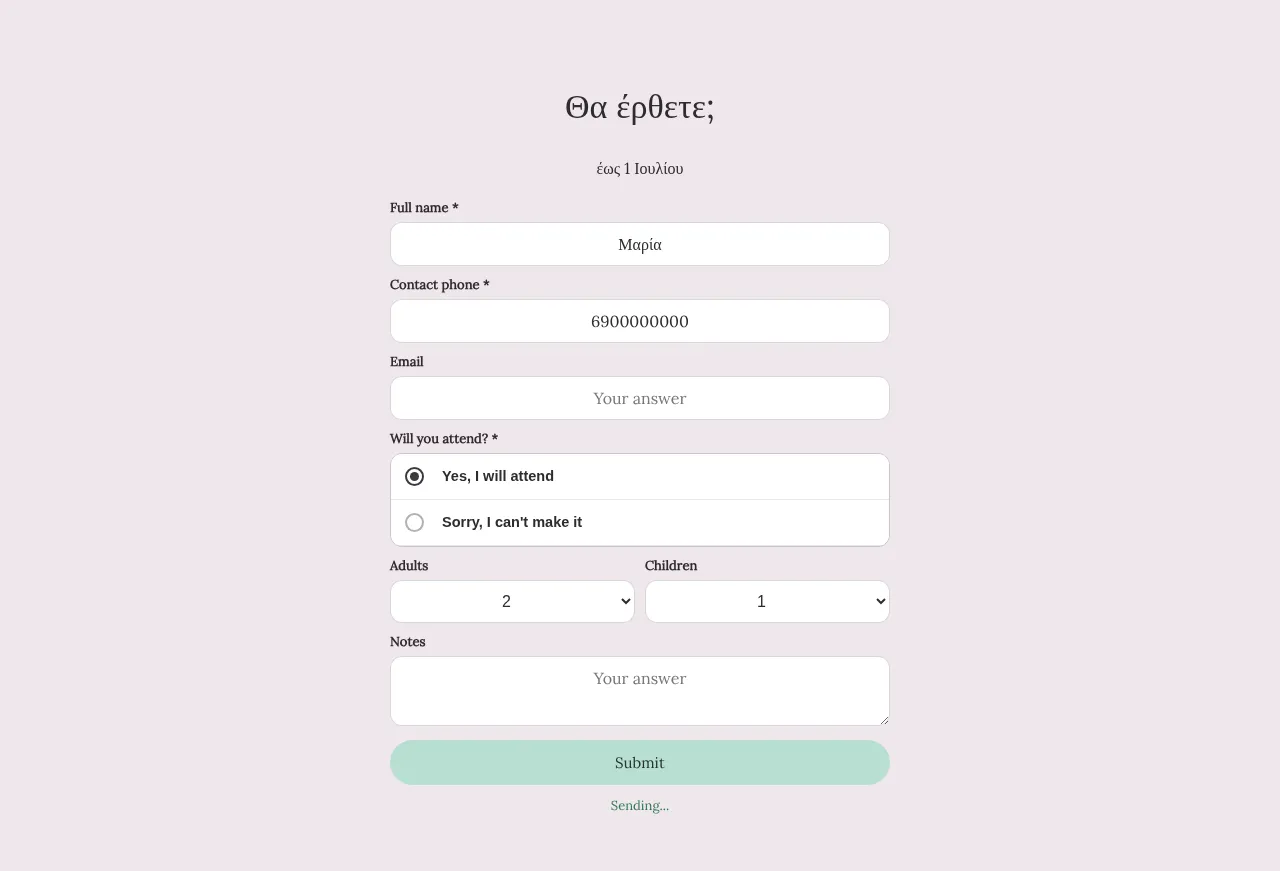 Θα έρθετε;
έως 1 Ιουλίου
Full name *
Μαρία
Contact phone *
6900000000
Email
Your answer
Will you attend? *
Yes, I will attend
Sorry, I can't make it
Adults Children
2 1
Notes
Your answer
Submit
Sending...